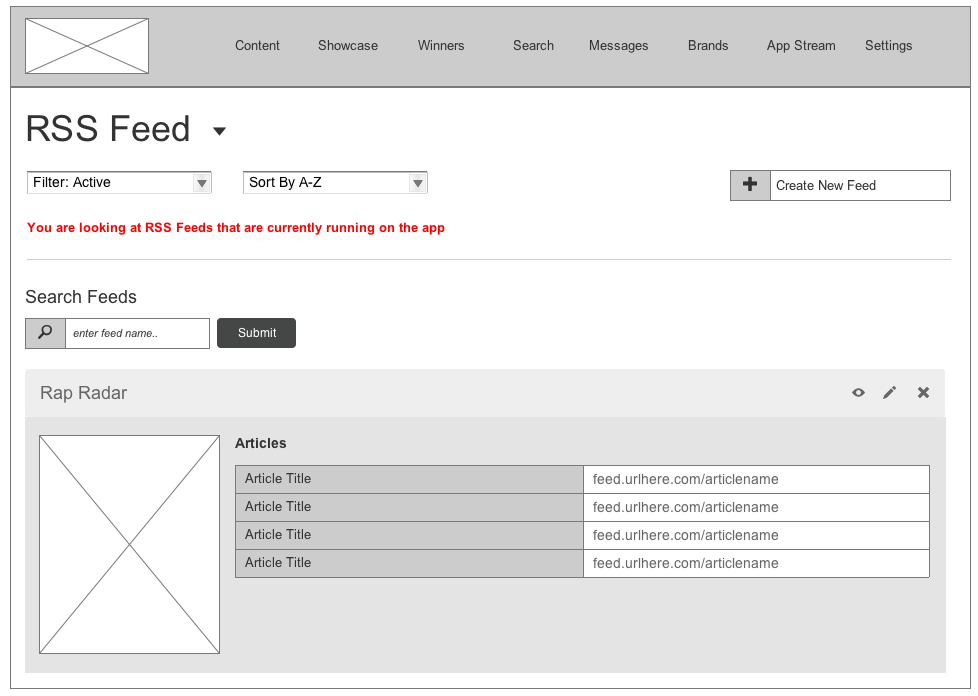 Content Showcase Winners Search Messages Brands App Stream Settings
RSS Feed
Filter: Active Sort By A-Z Create New Feed
You are looking at RSS Feeds that are currently running on the app
Search Feeds
enter feed name.. Submit
Rap Radar
Articles
Article Title feed.urlhere.com/articlename
Article Title feed.urlhere.com/articlename
Article Title feed.urlhere.com/articlename
Article Title feed.urlhere.com/articlename